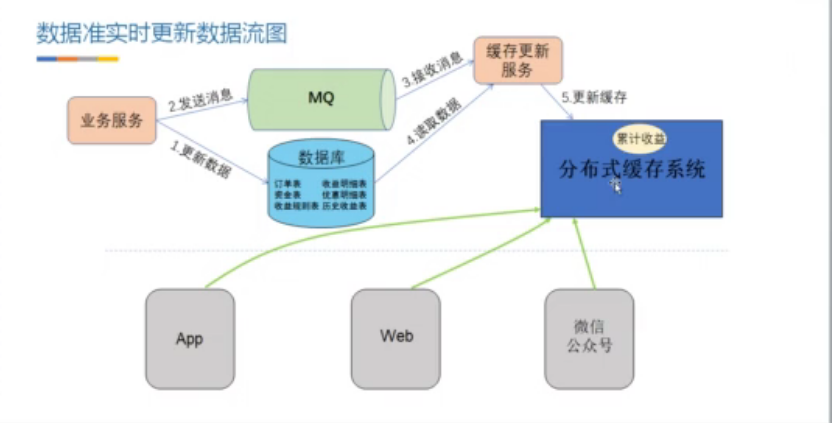 数据准实时更新数据流图
业务服务
2.发送消息
1.更新数据
MQ
数据库
订单表 收益明细表
资金表 优惠明细表
收益规则表 历史收益表
3.接收消息
4.读取数据
缓存更新
服务
5.更新缓存
累计收益
分布式缓存系统
App
Web
微信
公众号